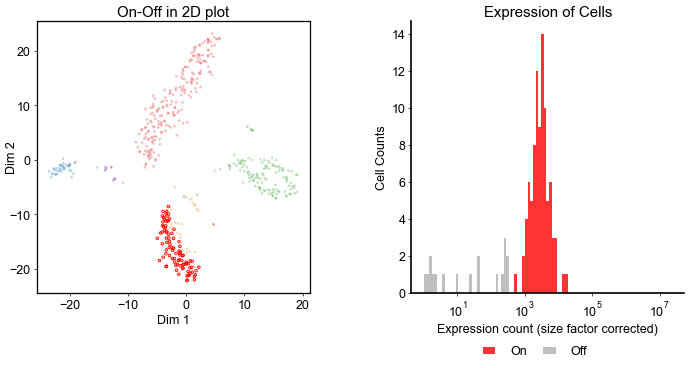 On-Off in 2D plot
20
10
0
−10
−20
Dim 2
−20 −10 0 10 20
Dim 1
Expression of Cells
14
12
10
8
6
4
2
0
Cell Counts
10^1 10^3 10^5 10^7
Expression count (size factor corrected)
On Off